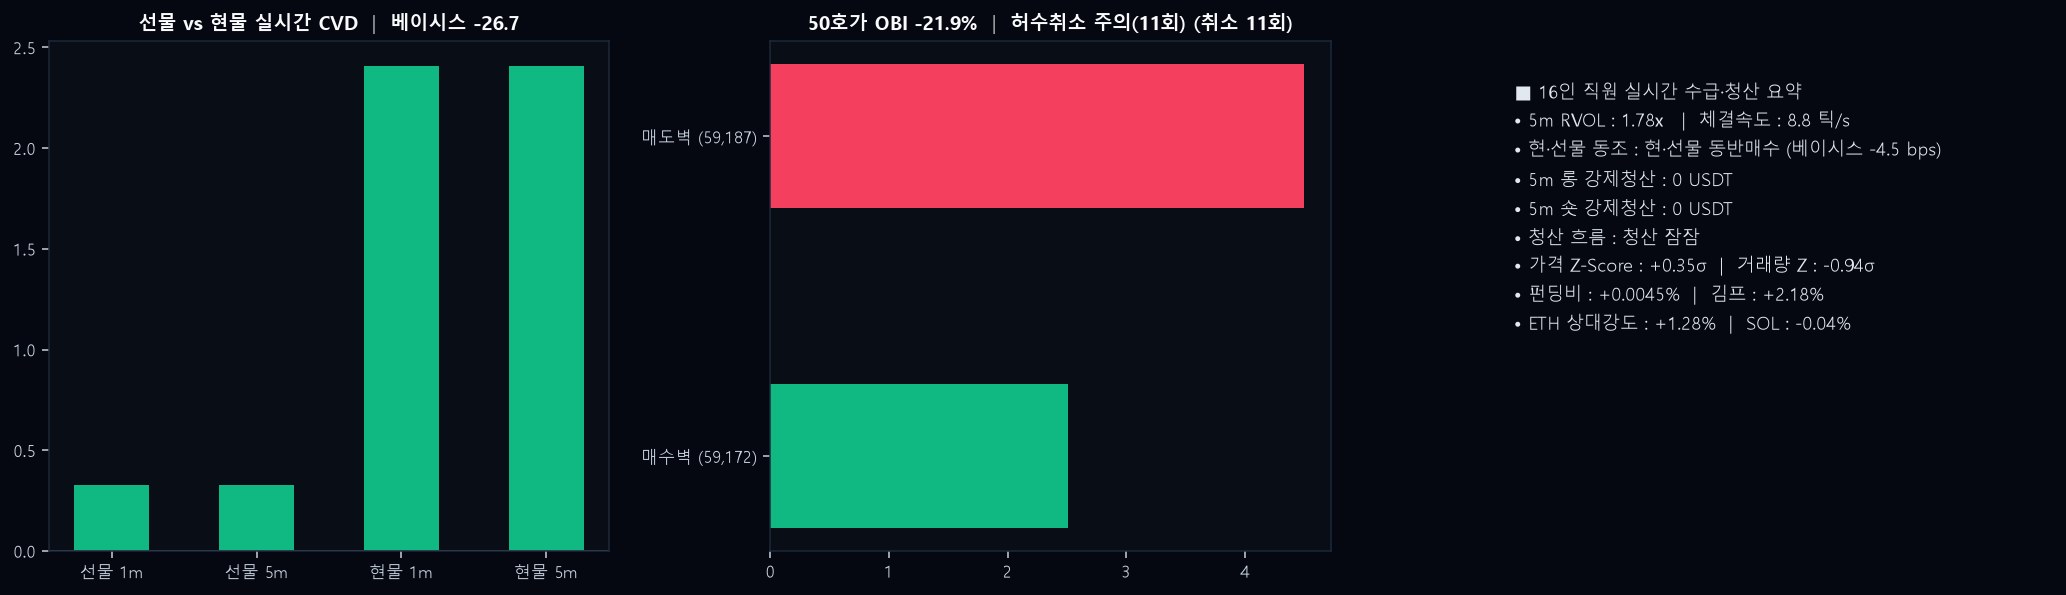 선물 vs 현물 실시간 CVD | 베이시스 -26.7
2.5
2.0
1.5
1.0
0.5
0.0
선물 1m
선물 5m
현물 1m
현물 5m
50호가 OBI -21.9% | 허수취소 주의(11회) (취소 11회)
매도벽 (59,187)
매수벽 (59,172)
0
1
2
3
4
■ 16인 직원 실시간 수급·청산 요약
• 5m RVOL : 1.78x | 체결속도 : 8.8 틱/s
• 현·선물 동조 : 현·선물 동반매수 (베이시스 -4.5 bps)
• 5m 롱 강제청산 : 0 USDT
• 5m 숏 강제청산 : 0 USDT
• 청산 흐름 : 청산 잠잠
• 가격 Z-Score : +0.35σ | 거래량 Z : -0.94σ
• 펀딩비 : +0.0045% | 김프 : +2.18%
• ETH 상대강도 : +1.28% | SOL : -0.04%